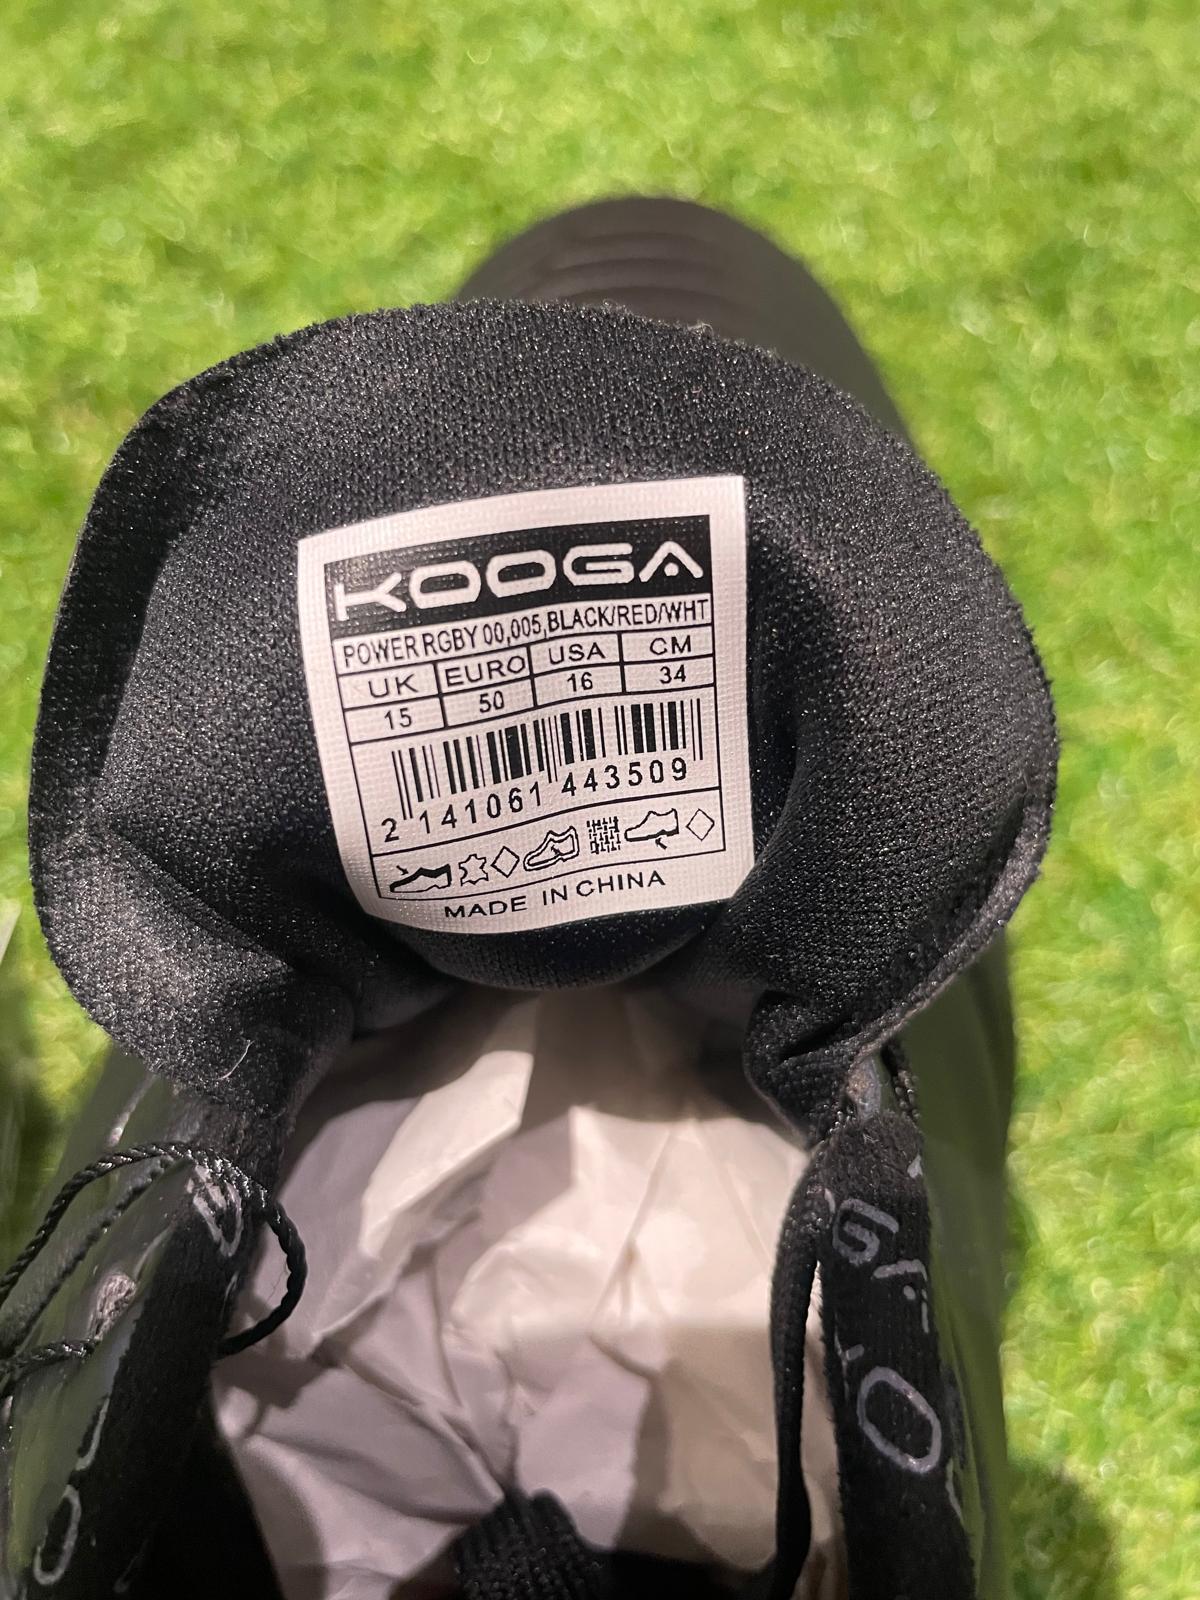 KOOGA
POWER RGBY 00,005,BLACK/RED/WHT
UK EURO USA CM
15 50 16 34
2 141061 443509
MADE IN CHINA